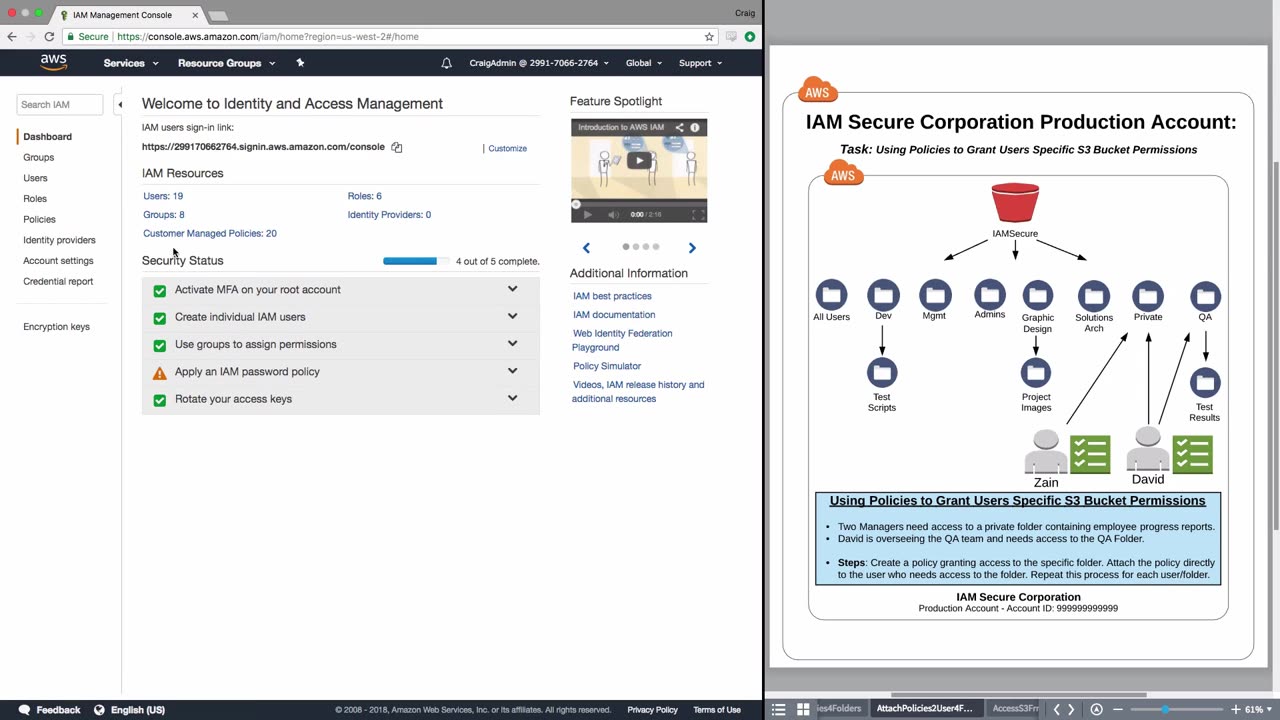 IAM Management Console
Craig
Secure
https://console.aws.amazon.com/iam/home?region=us-west-2#/home
aws
Services
Resource Groups
CraigAdmin @ 2991-7066-2764
Global
Support
Search IAM
Dashboard
Groups
Users
Roles
Policies
Identity providers
Account settings
Credential report
Encryption keys
Welcome to Identity and Access Management
IAM users sign-in link:
https://299170662764.signin.aws.amazon.com/console
Customize
IAM Resources
Users: 19
Roles: 6
Groups: 8
Identity Providers: 0
Customer Managed Policies: 20
Security Status
4 out of 5 complete.
Activate MFA on your root account
Create individual IAM users
Use groups to assign permissions
Apply an IAM password policy
Rotate your access keys
Feature Spotlight
Introduction to AWS IAM
0:00 / 2:16
Additional Information
IAM best practices
IAM documentation
Web Identity Federation
Playground
Policy Simulator
Videos, IAM release history and
additional resources
Feedback
English (US)
© 2008 - 2018, Amazon Web Services, Inc. or its affiliates. All rights reserved.
Privacy Policy
Terms of Use
AWS
IAM Secure Corporation Production Account:
Task: Using Policies to Grant Users Specific S3 Bucket Permissions
AWS
IAMSecure
All Users
Dev
Mgmt
Admins
Graphic
Design
Solutions
Arch
Private
QA
Test
Scripts
Project
Images
Test
Results
Zain
David
Using Policies to Grant Users Specific S3 Bucket Permissions
• Two Managers need access to a private folder containing employee progress reports.
• David is overseeing the QA team and needs access to the QA Folder.
• Steps: Create a policy granting access to the specific folder. Attach the policy directly
to the user who needs access to the folder. Repeat this process for each user/folder.
IAM Secure Corporation
Production Account - Account ID: 999999999999
ies4Folders
AttachPolicies2User4F...
AccessS3Fr
61%